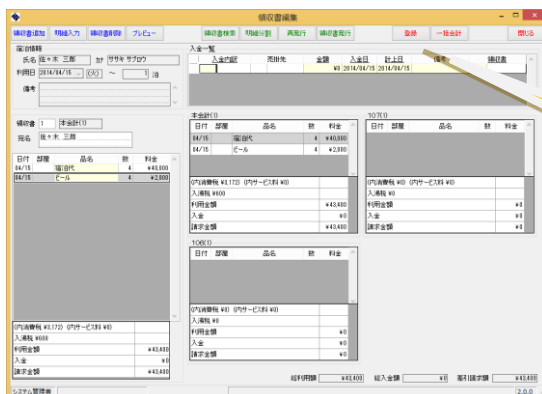 領収書編集
領収書追加 明細入力 領収書削除 プレビュー 領収書検索 明細分割 再発行 領収書発行 登録 一括会計 閉じる
宿泊情報
氏名 佐々木 三郎 カナ ササキ サブロウ
利用日 2014/04/15 (火) ～ 1 泊
備考
入金一覧
入金内訳 売掛先 金額 入金日 計上日 備考 領収書
¥0 2014/04/15 2014/04/15
領収書 1 本会計(1)
宛名 佐々木 三郎
日付 部屋 品名 数 料金
04/15 宿泊代 4 ¥40,000
04/15 ビール 4 ¥2,800
(内消費税 ¥3,172) (内サービス料 ¥0)
入湯税 ¥600
利用金額 ¥43,400
入金 ¥0
請求金額 ¥43,400
本会計(1)
日付 部屋 品名 数 料金
04/15 宿泊代 4 ¥40,000
04/15 ビール 4 ¥2,800
(内消費税 ¥3,172) (内サービス料 ¥0)
入湯税 ¥600
利用金額 ¥43,400
入金 ¥0
請求金額 ¥43,400
107(1)
日付 部屋 品名 数 料金
(内消費税 ¥0) (内サービス料 ¥0)
入湯税 ¥0
利用金額 ¥0
入金 ¥0
請求金額 ¥0
106(1)
日付 部屋 品名 数 料金
(内消費税 ¥0) (内サービス料 ¥0)
入湯税 ¥0
利用金額 ¥0
入金 ¥0
請求金額 ¥0
総利用額 ¥43,400 総入金額 ¥0 差引請求額 ¥43,400
システム管理者 2.0.0